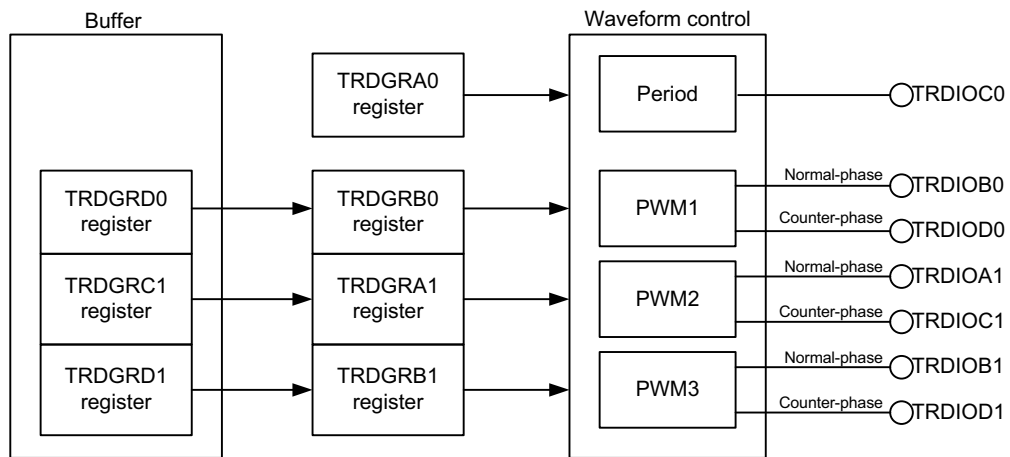 Buffer
Waveform control
TRDGRA0
register
Period
TRDIOC0
TRDGRD0
register
TRDGRB0
register
PWM1
Normal-phase
TRDIOB0
Counter-phase
TRDIOD0
TRDGRC1
register
TRDGRA1
register
PWM2
Normal-phase
TRDIOA1
Counter-phase
TRDIOC1
TRDGRD1
register
TRDGRB1
register
PWM3
Normal-phase
TRDIOB1
Counter-phase
TRDIOD1